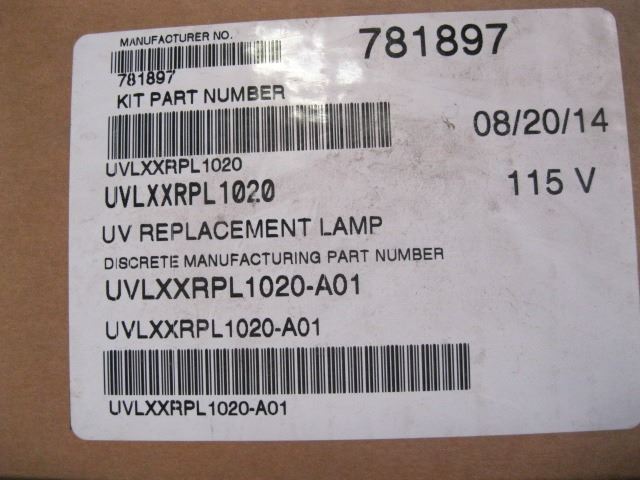 MANUFACTURER NO.
781897
781897
KIT PART NUMBER
08/20/14
UVLXXRPL1020
UVLXXRPL1020
115 V
UV REPLACEMENT LAMP
DISCRETE MANUFACTURING PART NUMBER
UVLXXRPL1020-A01
UVLXXRPL1020-A01
UVLXXRPL1020-A01